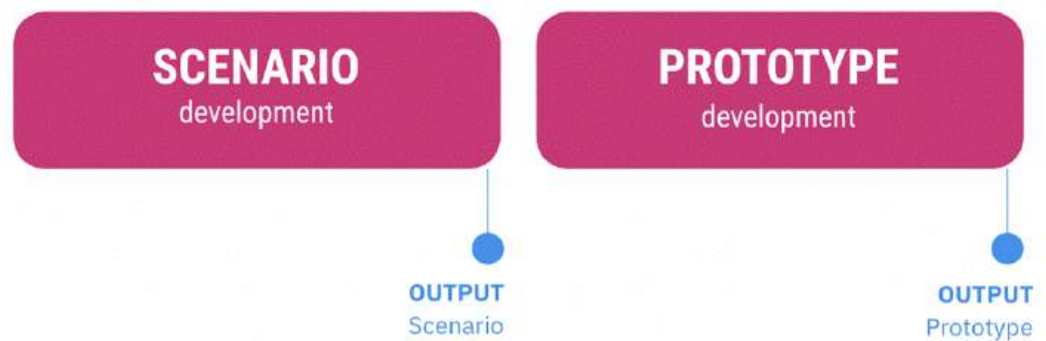 SCENARIO
development
PROTOTYPE
development
OUTPUT
Scenario
OUTPUT
Prototype